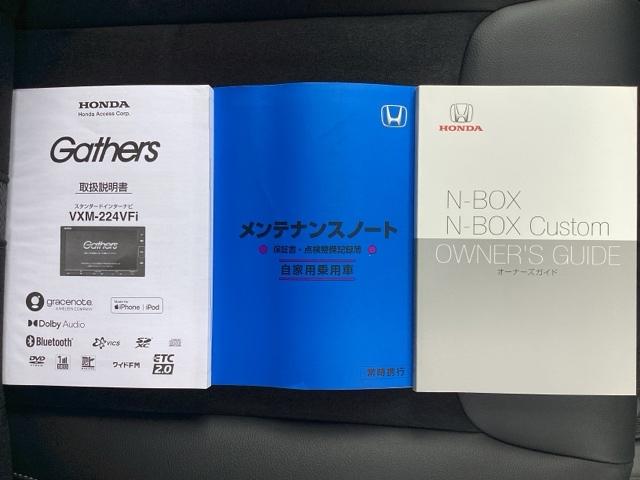 HONDA
Honda Access Corp.
Gathers
取扱説明書
スタンダードインターナビ
VXM-224VFi
Gathers
gracenote.
A NIELSEN COMPANY
Made for
iPhone | iPod
Dolby Audio
Bluetooth
VICS
SD XC
DVD
ワイドFM
ETC 2.0
メンテナンスノート
保証書・点検整備記録簿
自家用乗用車
常時携行
HONDA
N-BOX
N-BOX Custom
OWNER'S GUIDE
オーナーズガイド